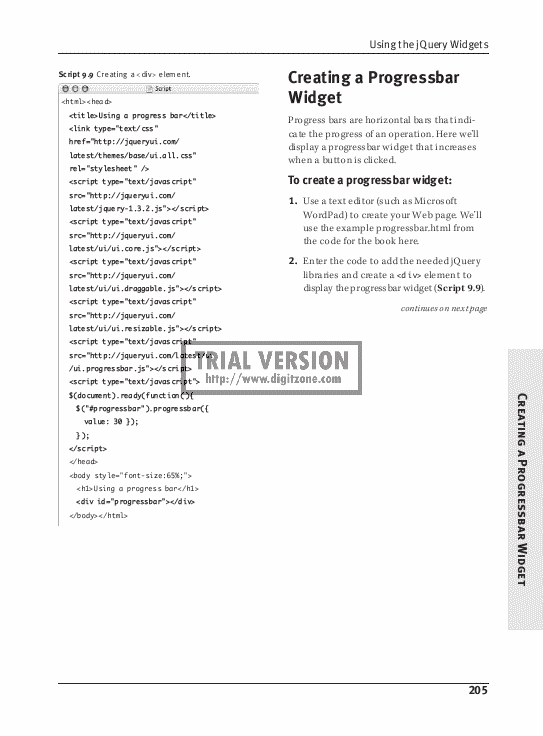 Using the jQuery Widgets
Script 9.9 Creating a <div> element.
Script
<html><head>
<title>Using a progress bar</title>
<link type="text/css"
href="http://jqueryui.com/
latest/themes/base/ui.all.css"
rel="stylesheet" />
<script type="text/javascript"
src="http://jqueryui.com/
latest/jquery-1.3.2.js"></script>
<script type="text/javascript"
src="http://jqueryui.com/
latest/ui/ui.core.js"></script>
<script type="text/javascript"
src="http://jqueryui.com/
latest/ui/ui.draggable.js"></script>
<script type="text/javascript"
src="http://jqueryui.com/
latest/ui/ui.resizable.js"></script>
<script type="text/javascript"
src="http://jqueryui.com/latest/ui
/ui.progressbar.js"></script>
<script type="text/javascript">
$(document).ready(function(){
$("#progressbar").progressbar({
value: 30 });
});
</script>
</head>
<body style="font-size:65%;">
<h1>Using a progress bar</h1>
<div id="progressbar"></div>
</body></html>
Creating a Progressbar
Widget
Progress bars are horizontal bars that indi-
cate the progress of an operation. Here we'll
display a progressbar widget that increases
when a button is clicked.
To create a progressbar widget:
1. Use a text editor (such as Microsoft
WordPad) to create your Web page. We'll
use the example progressbar.html from
the code for the book here.
2. Enter the code to add the needed jQuery
libraries and create a <div> element to
display the progressbar widget (Script 9.9).
continues on next page
TRIAL VERSION
http://www.digitzone.com
Creating a Progressbar Widget
205